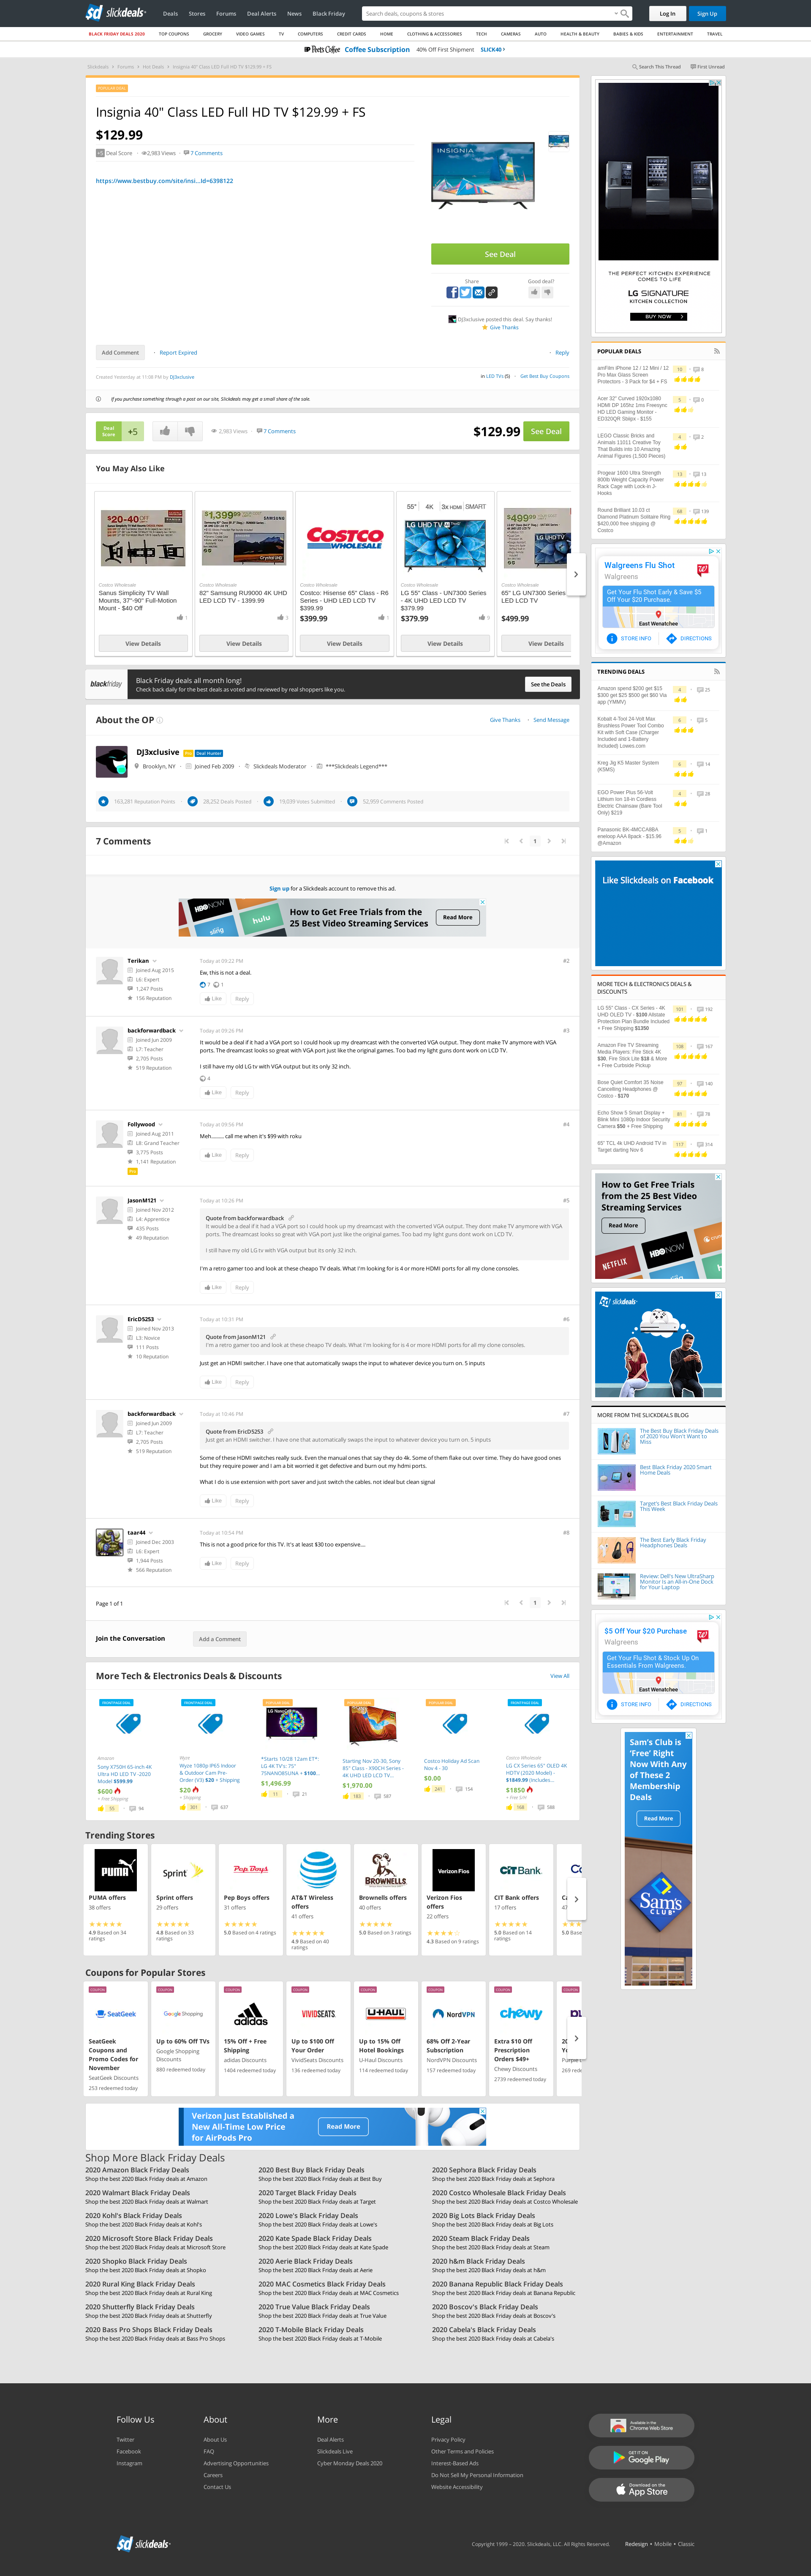 slickdeals
Deals
Stores
Forums
Deal Alerts
News
Black Friday
Search deals, coupons & stores
Log In
Sign Up
BLACK FRIDAY DEALS 2020
TOP COUPONS
GROCERY
VIDEO GAMES
TV
COMPUTERS
CREDIT CARDS
HOME
CLOTHING & ACCESSORIES
TECH
CAMERAS
AUTO
HEALTH & BEAUTY
BABIES & KIDS
ENTERTAINMENT
TRAVEL
Peet's Coffee Coffee Subscription 40% Off First Shipment SLICK40 >
Slickdeals > Forums > Hot Deals > Insignia 40" Class LED Full HD TV $129.99 + FS
Search This Thread
First Unread
Insignia 40" Class LED Full HD TV $129.99 + FS
$129.99
+5 Deal Score
2,983 Views
7 Comments
https://www.bestbuy.com/site/insi...Id=6398122
INSIGNIA
See Deal
Share
Good deal?
DJ3xclusive posted this deal. Say thanks!
Give Thanks
Add Comment
Report Expired
Reply
Created Yesterday at 11:08 PM by DJ3xclusive
in LED TVs (5)
Get Best Buy Coupons
If you purchase something through a post on our site, Slickdeals may get a small share of the sale.
Deal Score
+5
2,983 Views
7 Comments
$129.99
See Deal
You May Also Like
Costco Wholesale
Sanus Simplicity TV Wall Mounts, 37"-90" Full-Motion Mount - $40 Off
1
View Details
Costco Wholesale
82" Samsung RU9000 4K UHD LED LCD TV - 1399.99
3
View Details
Costco Wholesale
Costco: Hisense 65" Class - R6 Series - UHD LED LCD TV $399.99
$399.99
1
View Details
Costco Wholesale
LG 55" Class - UN7300 Series - 4K UHD LED LCD TV $379.99
$379.99
9
View Details
Costco Wholesale
65" LG UN7300 Series LED LCD TV
$499.99
View Details
blackfriday
Black Friday deals all month long!
Check back daily for the best deals as voted and reviewed by real shoppers like you.
See the Deals
About the OP
Give Thanks
Send Message
DJ3xclusive
Pro
Deal Hunter
Brooklyn, NY
Joined Feb 2009
Slickdeals Moderator
***Slickdeals Legend***
163,281 Reputation Points
28,252 Deals Posted
19,039 Votes Submitted
52,959 Comments Posted
7 Comments
1
Sign up for a Slickdeals account to remove this ad.
How to Get Free Trials from the 25 Best Video Streaming Services
Read More
Terikan
Joined Aug 2015
L6: Expert
1,247 Posts
156 Reputation
Today at 09:22 PM
#2
Ew, this is not a deal.
7
1
Like
Reply
backforwardback
Joined Jun 2009
L7: Teacher
2,705 Posts
519 Reputation
Today at 09:26 PM
#3
It would be a deal if it had a VGA port so I could hook up my dreamcast with the converted VGA output. They dont make TV anymore with VGA ports. The dreamcast looks so great with VGA port just like the original games. Too bad my light guns dont work on LCD TV.
I still have my old LG tv with VGA output but its only 32 inch.
4
Like
Reply
Follywood
Joined Aug 2011
L8: Grand Teacher
3,775 Posts
1,141 Reputation
Pro
Today at 09:56 PM
#4
Meh......... call me when it's $99 with roku
Like
Reply
JasonM121
Joined Nov 2012
L4: Apprentice
435 Posts
49 Reputation
Today at 10:26 PM
#5
Quote from backforwardback
It would be a deal if it had a VGA port so I could hook up my dreamcast with the converted VGA output. They dont make TV anymore with VGA ports. The dreamcast looks so great with VGA port just like the original games. Too bad my light guns dont work on LCD TV.
I still have my old LG tv with VGA output but its only 32 inch.
I'm a retro gamer too and look at these cheapo TV deals. What I'm looking for is 4 or more HDMI ports for all my clone consoles.
Like
Reply
EricD5253
Joined Nov 2013
L3: Novice
111 Posts
10 Reputation
Today at 10:31 PM
#6
Quote from JasonM121
I'm a retro gamer too and look at these cheapo TV deals. What I'm looking for is 4 or more HDMI ports for all my clone consoles.
Just get an HDMI switcher. I have one that automatically swaps the input to whatever device you turn on. 5 inputs
Like
Reply
backforwardback
Joined Jun 2009
L7: Teacher
2,705 Posts
519 Reputation
Today at 10:46 PM
#7
Quote from EricD5253
Just get an HDMI switcher. I have one that automatically swaps the input to whatever device you turn on. 5 inputs
Some of these HDMI switches really suck. Even the manual ones that say they do 4k. Some of them flake out over time. They do have good ones but they require power and I am a bit worried it get defective and burn out my hdmi ports.
What I do is use extension with port saver and just switch the cables. not ideal but clean signal
Like
Reply
taar44
Joined Dec 2003
L6: Expert
1,944 Posts
566 Reputation
Today at 10:54 PM
#8
This is not a good price for this TV. It's at least $30 too expensive....
Like
Reply
Page 1 of 1
1
Join the Conversation
Add a Comment
More Tech & Electronics Deals & Discounts
View All
Amazon
Sony X750H 65-inch 4K Ultra HD LED TV -2020 Model $599.99
$600
+ Free Shipping
55
94
Wyze
Wyze 1080p IP65 Indoor & Outdoor Cam Pre-Order (V3) $20 + Shipping
$20
+ Shipping
301
637
*Starts 10/28 12am ET*: LG 4K TV's: 75" 75NANO85UNA + $100...
$1,496.99
11
21
Starting Nov 20-30, Sony 85" Class - X90CH Series - 4K UHD LED LCD TV...
$1,970.00
183
587
Costco Holiday Ad Scan Nov 4 - 30
$0.00
241
154
Costco Wholesale
LG CX Series 65" OLED 4K HDTV (2020 Model) - $1849.99 (includes...
$1850
+ Free S/H
168
588
Trending Stores
PUMA offers
38 offers
4.9 Based on 34 ratings
Sprint offers
29 offers
4.8 Based on 33 ratings
Pep Boys offers
31 offers
5.0 Based on 4 ratings
AT&T Wireless offers
41 offers
4.9 Based on 40 ratings
Brownells offers
40 offers
5.0 Based on 3 ratings
Verizon Fios offers
22 offers
4.3 Based on 9 ratings
CIT Bank offers
17 offers
5.0 Based on 14 ratings
Coupons for Popular Stores
SeatGeek Coupons and Promo Codes for November
SeatGeek Discounts
253 redeemed today
Up to 60% Off TVs
Google Shopping Discounts
880 redeemed today
15% Off + Free Shipping
adidas Discounts
1404 redeemed today
Up to $100 Off Your Order
VividSeats Discounts
136 redeemed today
Up to 15% Off Hotel Bookings
U-Haul Discounts
114 redeemed today
68% Off 2-Year Subscription
NordVPN Discounts
157 redeemed today
Extra $10 Off Prescription Orders $49+
Chewy Discounts
2739 redeemed today
Verizon Just Established a New All-Time Low Price for AirPods Pro
Read More
Shop More Black Friday Deals
2020 Amazon Black Friday Deals
Shop the best 2020 Black Friday deals at Amazon
2020 Best Buy Black Friday Deals
Shop the best 2020 Black Friday deals at Best Buy
2020 Sephora Black Friday Deals
Shop the best 2020 Black Friday deals at Sephora
2020 Walmart Black Friday Deals
Shop the best 2020 Black Friday deals at Walmart
2020 Target Black Friday Deals
Shop the best 2020 Black Friday deals at Target
2020 Costco Wholesale Black Friday Deals
Shop the best 2020 Black Friday deals at Costco Wholesale
2020 Kohl's Black Friday Deals
Shop the best 2020 Black Friday deals at Kohl's
2020 Lowe's Black Friday Deals
Shop the best 2020 Black Friday deals at Lowe's
2020 Big Lots Black Friday Deals
Shop the best 2020 Black Friday deals at Big Lots
2020 Microsoft Store Black Friday Deals
Shop the best 2020 Black Friday deals at Microsoft Store
2020 Kate Spade Black Friday Deals
Shop the best 2020 Black Friday deals at Kate Spade
2020 Steam Black Friday Deals
Shop the best 2020 Black Friday deals at Steam
2020 Shopko Black Friday Deals
Shop the best 2020 Black Friday deals at Shopko
2020 Aerie Black Friday Deals
Shop the best 2020 Black Friday deals at Aerie
2020 h&m Black Friday Deals
Shop the best 2020 Black Friday deals at h&m
2020 Rural King Black Friday Deals
Shop the best 2020 Black Friday deals at Rural King
2020 MAC Cosmetics Black Friday Deals
Shop the best 2020 Black Friday deals at MAC Cosmetics
2020 Banana Republic Black Friday Deals
Shop the best 2020 Black Friday deals at Banana Republic
2020 Shutterfly Black Friday Deals
Shop the best 2020 Black Friday deals at Shutterfly
2020 True Value Black Friday Deals
Shop the best 2020 Black Friday deals at True Value
2020 Boscov's Black Friday Deals
Shop the best 2020 Black Friday deals at Boscov's
2020 Bass Pro Shops Black Friday Deals
Shop the best 2020 Black Friday deals at Bass Pro Shops
2020 T-Mobile Black Friday Deals
Shop the best 2020 Black Friday deals at T-Mobile
2020 Cabela's Black Friday Deals
Shop the best 2020 Black Friday deals at Cabela's
THE PERFECT KITCHEN EXPERIENCE COMES TO LIFE
LG SIGNATURE
KITCHEN COLLECTION
BUY NOW
POPULAR DEALS
amFilm iPhone 12 / 12 Mini / 12 Pro Max Glass Screen Protectors - 3 Pack for $4 + FS
19
8
Acer 32" Curved 1920x1080 HDMI DP 165hz 1ms Freesync HD LED Gaming Monitor - ED320QR Sbiipx - $155
5
0
LEGO Classic Bricks and Animals 11011 Creative Toy That Builds into 10 Amazing Animal Figures (1,500 Pieces)
4
2
Progear 1600 Ultra Strength 800lb Weight Capacity Power Rack Cage with Lock-in J-Hooks
13
13
Round Brilliant 10.03 ct Diamond Platinum Solitaire Ring $420,000 free shipping @ Costco
68
139
Walgreens Flu Shot
Walgreens
Get Your Flu Shot Early & Save $5 Off Your $20 Purchase.
East Wenatchee
STORE INFO
DIRECTIONS
TRENDING DEALS
Amazon spend $200 get $15 $300 get $25 $500 get $60 Via app (YMMV)
4
25
Kobalt 4-Tool 24-Volt Max Brushless Power Tool Combo Kit with Soft Case (Charger Included and 1-Battery Included) Lowes.com
6
5
Kreg Jig K5 Master System (K5MS)
6
14
EGO Power Plus 56-Volt Lithium Ion 18-in Cordless Electric Chainsaw (Bare Tool Only) $219
4
28
Panasonic BK-4MCCA8BA eneloop AAA 8pack - $15.96 @Amazon
5
1
Like Slickdeals on Facebook
MORE TECH & ELECTRONICS DEALS & DISCOUNTS
LG 55" Class - CX Series - 4K UHD OLED TV - $100 Allstate Protection Plan Bundle Included + Free Shipping $1350
101
192
Amazon Fire TV Streaming Media Players: Fire Stick 4K $30, Fire Stick Lite $18 & More + Free Curbside Pickup
108
167
Bose Quiet Comfort 35 Noise Cancelling Headphones @ Costco - $170
97
140
Echo Show 5 Smart Display + Blink Mini 1080p Indoor Security Camera $50 + Free Shipping
81
78
65" TCL 4k UHD Android TV in Target darling Nov 6
117
314
How to Get Free Trials from the 25 Best Video Streaming Services
Read More
slickdeals
MORE FROM THE SLICKDEALS BLOG
The Best Buy Black Friday Deals of 2020 You Won't Want to Miss
Best Black Friday 2020 Smart Home Deals
Target's Best Black Friday Deals This Week
The Best Early Black Friday Headphones Deals
Review: Dell's New UltraSharp Monitor Is an All-in-One Dock for Your Laptop
$5 Off Your $20 Purchase
Walgreens
Get Your Flu Shot & Stock Up On Essentials From Walgreens.
East Wenatchee
STORE INFO
DIRECTIONS
Sam's Club is 'Free' Right Now With Any of These 2 Membership Deals
Read More
Sam's CLUB
Follow Us
Twitter
Facebook
Instagram
About
About Us
FAQ
Advertising Opportunities
Careers
Contact Us
More
Deal Alerts
Slickdeals Live
Cyber Monday Deals 2020
Legal
Privacy Policy
Other Terms and Policies
Interest-Based Ads
Do Not Sell My Personal Information
Website Accessibility
Available in the Chrome Web Store
GET IT ON Google Play
Download on the App Store
slickdeals
Copyright 1999 - 2020. Slickdeals, LLC. All Rights Reserved.
Redesign • Mobile • Classic